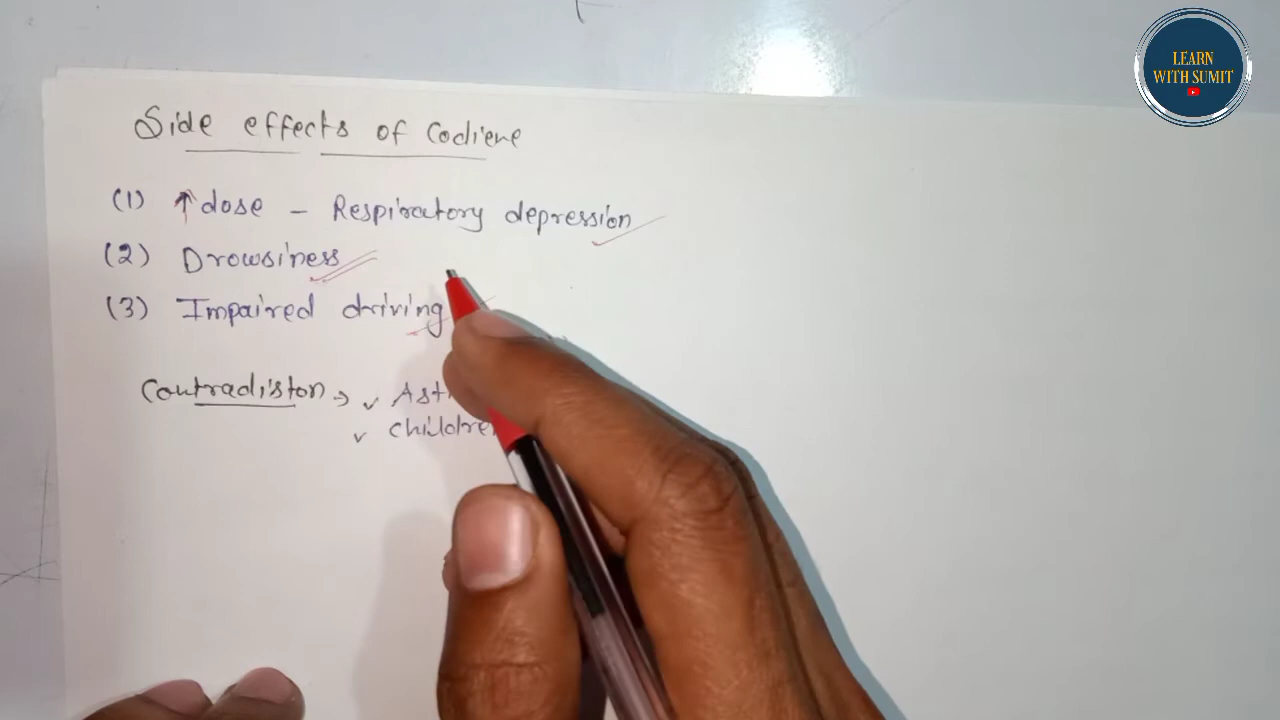 LEARN
WITH SUMIT
Side effects of Codiene
(1) ↑ dose - Respiratory depression
(2) Drowsiness
(3) Impaired driving
Contradiston → ✓
✓ children